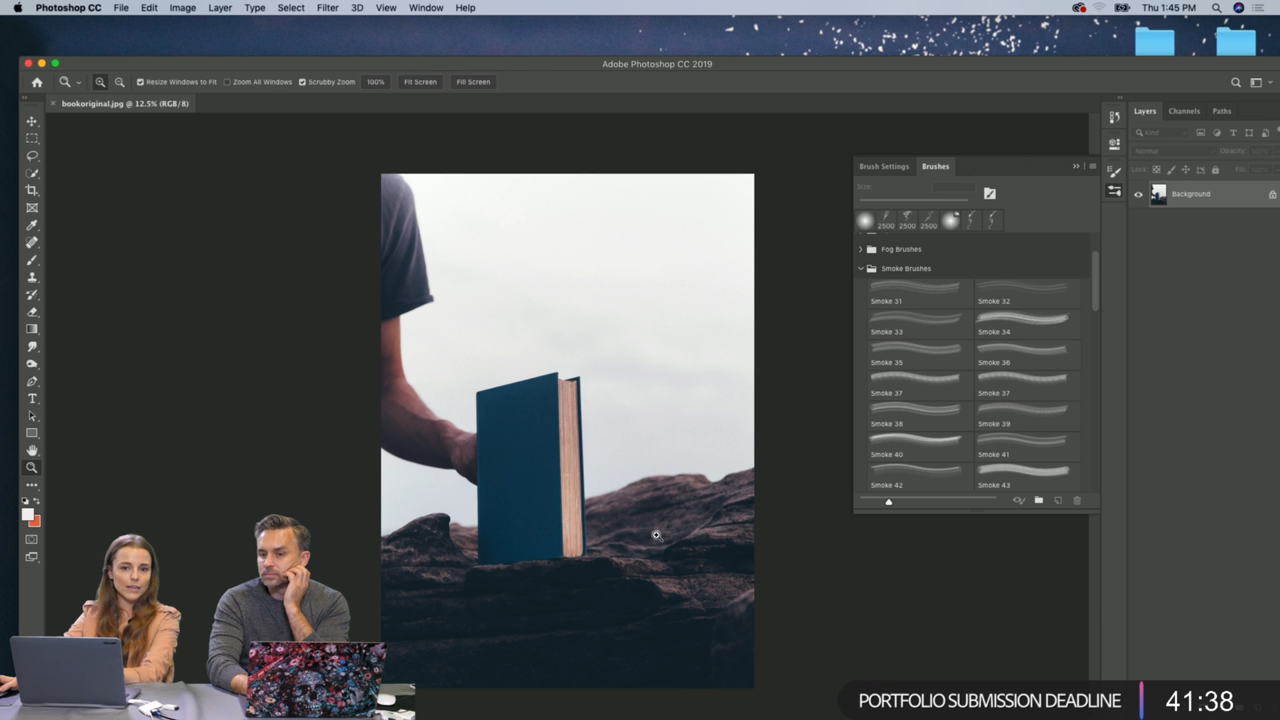 Photoshop CC File Edit Image Layer Type Select Filter 3D View Window Help Thu 1:45 PM
Adobe Photoshop CC 2019
Resize Windows to Fit Zoom All Windows Scrubby Zoom 100% Fit Screen Fill Screen
bookoriginal.jpg @ 12.5% (RGB/8)
Layers Channels Paths
Kind
Normal Opacity:
Lock: Fill:
Background
Brush Settings Brushes
Size:
2500 2500 2500
Fog Brushes
Smoke Brushes
Smoke 31 Smoke 32
Smoke 33 Smoke 34
Smoke 35 Smoke 36
Smoke 37 Smoke 37
Smoke 38 Smoke 39
Smoke 40 Smoke 41
Smoke 42 Smoke 43
PORTFOLIO SUBMISSION DEADLINE 41:38